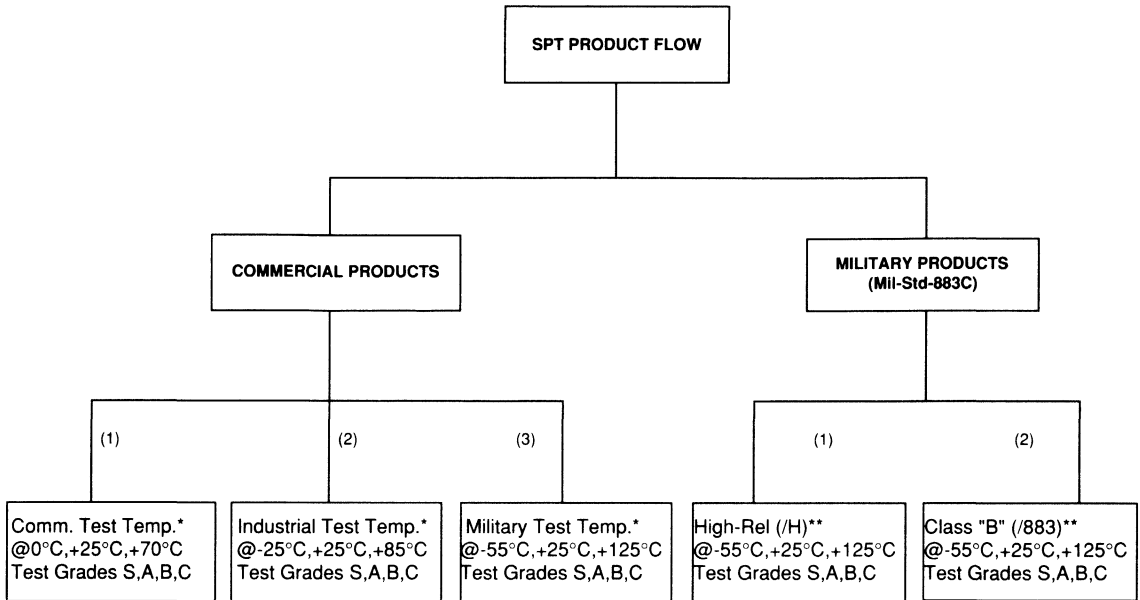 SPT PRODUCT FLOW
COMMERCIAL PRODUCTS
MILITARY PRODUCTS
(Mil-Std-883C)
(1)
(2)
(3)
(1)
(2)
Comm. Test Temp.*
@0°C,+25°C,+70°C
Test Grades S,A,B,C
Industrial Test Temp.*
@-25°C,+25°C,+85°C
Test Grades S,A,B,C
Military Test Temp.*
@-55°C,+25°C,+125°C
Test Grades S,A,B,C
High-Rel (/H)**
@-55°C,+25°C,+125°C
Test Grades S,A,B,C
Class "B" (/883)**
@-55°C,+25°C,+125°C
Test Grades S,A,B,C